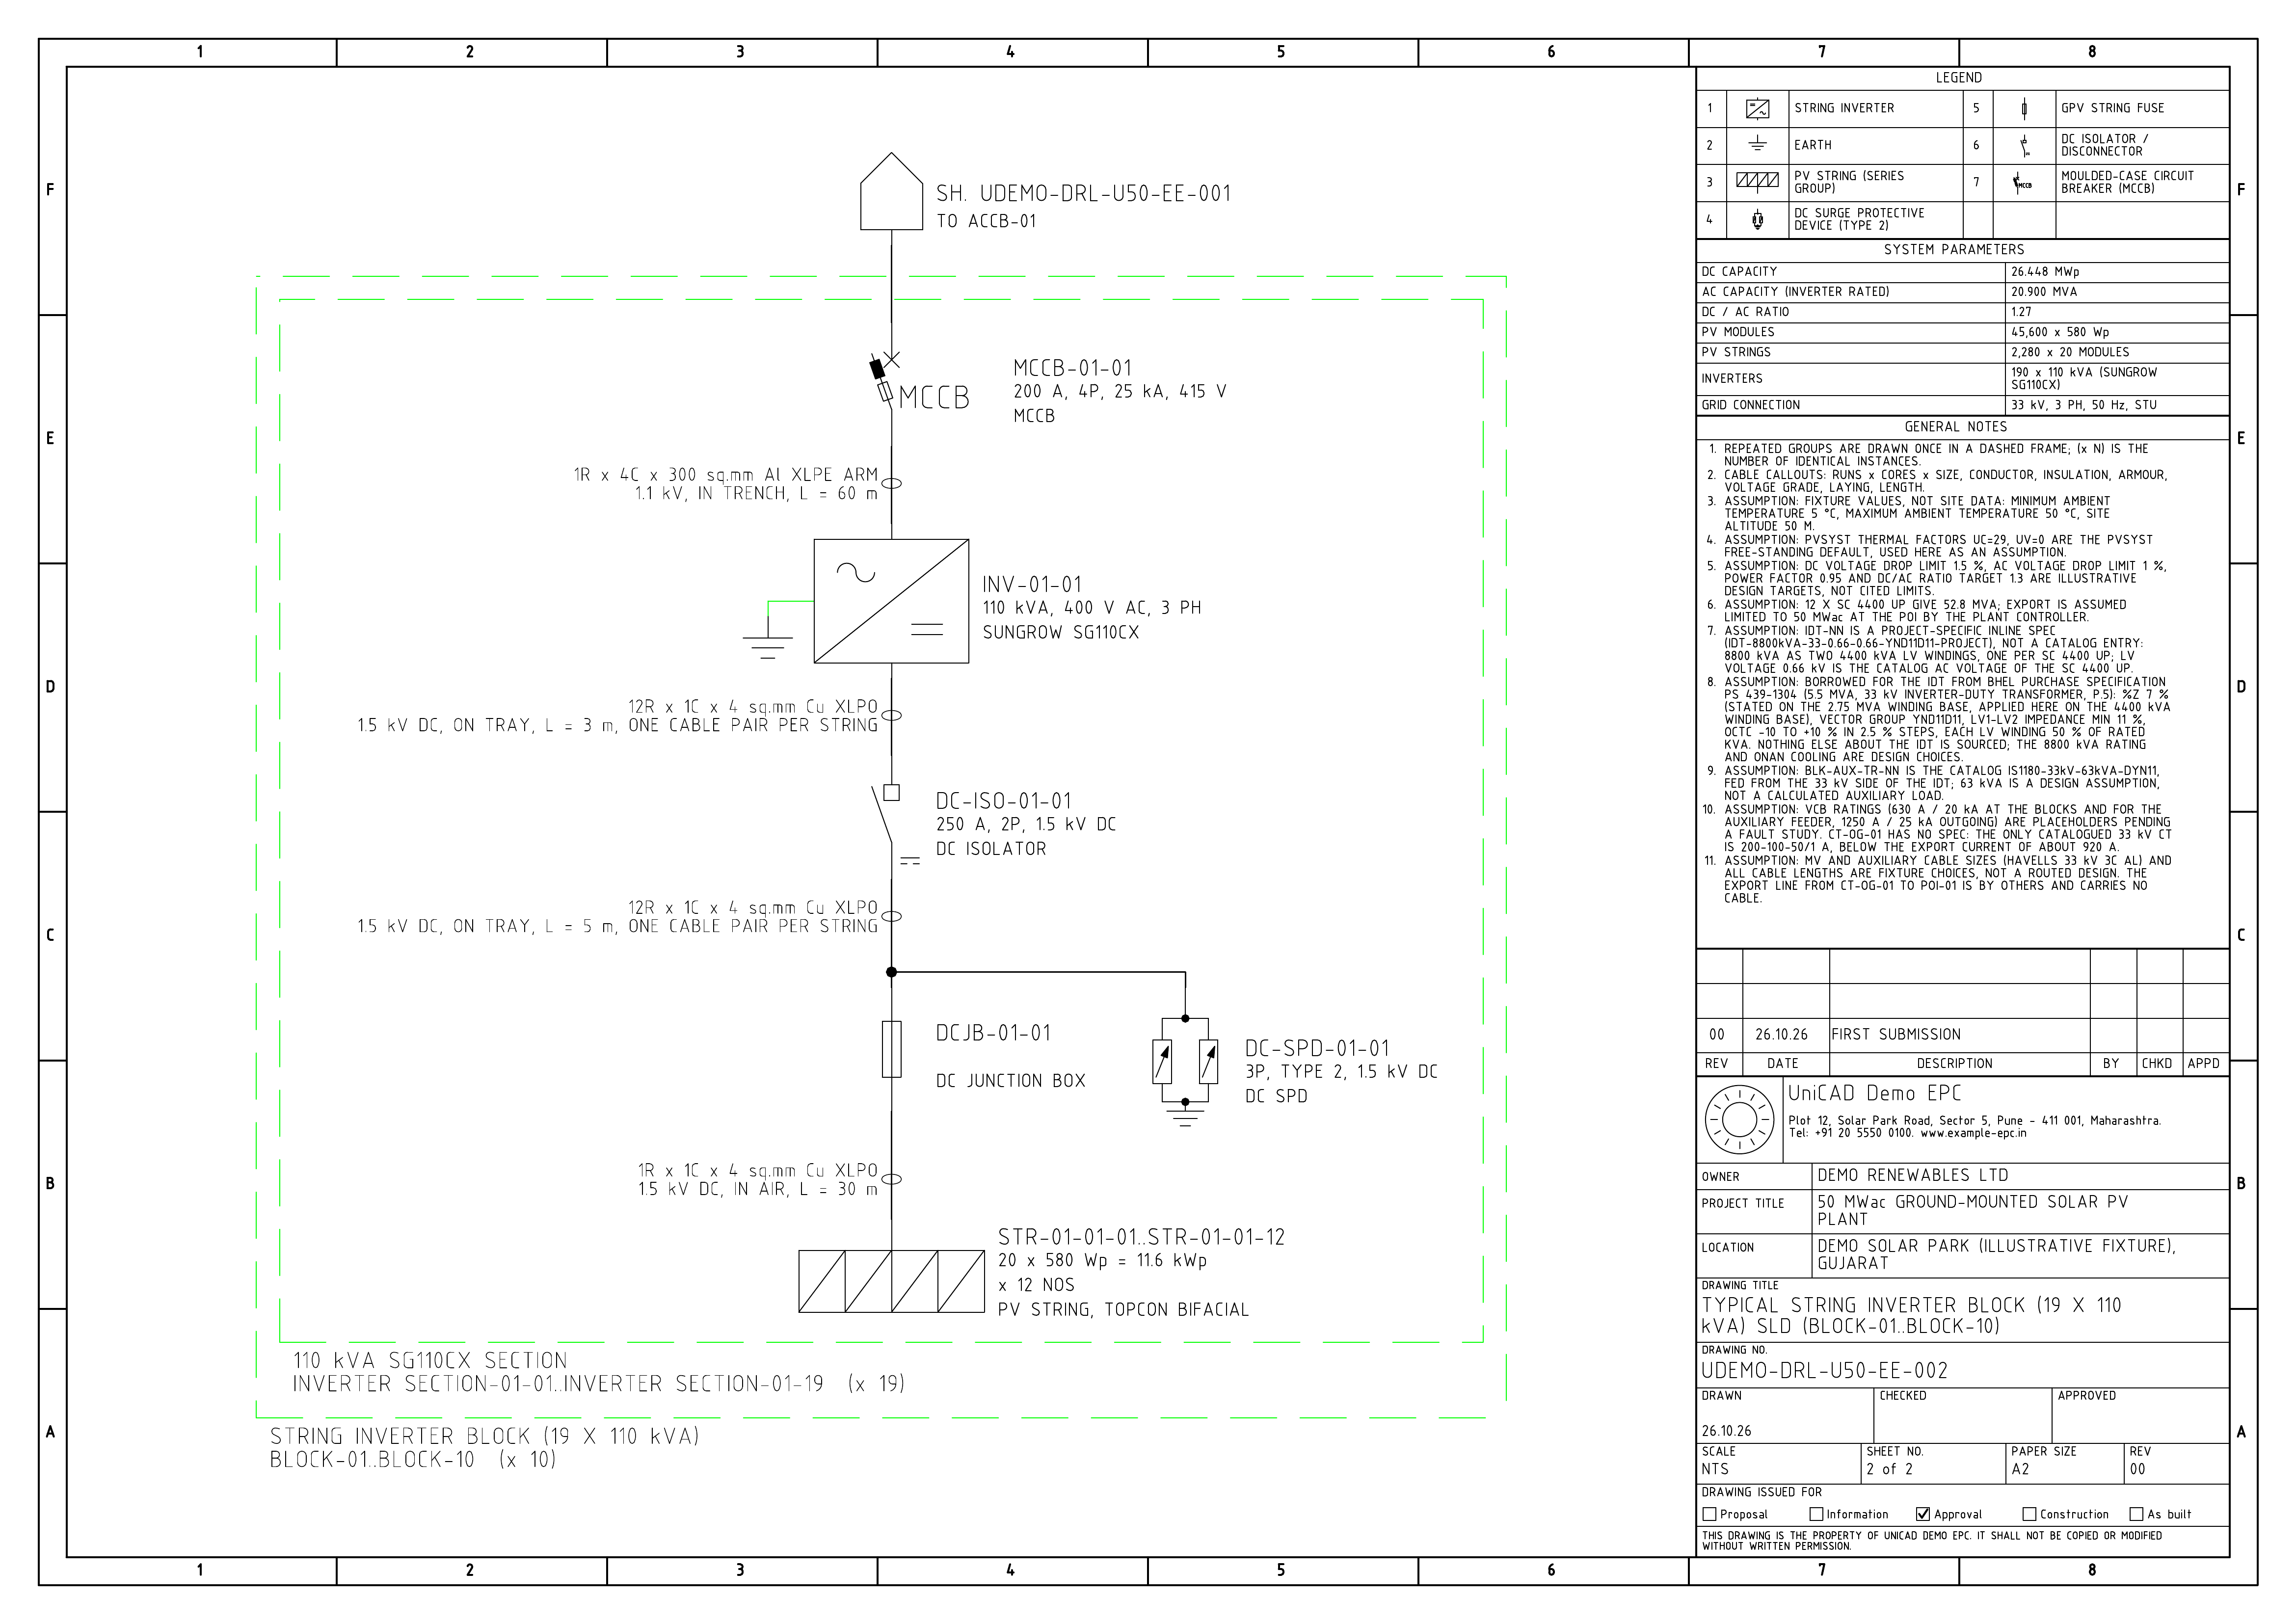 1 2 3 4 5 6 7 8
F
E
D
C
B
A
SH. UDEMO-DRL-U50-EE-001
TO ACCB-01
MCCB-01-01
200 A, 4P, 25 kA, 415 V
MCCB
MCCB
1R x 4C x 300 sq.mm Al XLPE ARM
1.1 kV, IN TRENCH, L = 60 m
INV-01-01
110 kVA, 400 V AC, 3 PH
SUNGROW SG110CX
12R x 1C x 4 sq.mm Cu XLPO
1.5 kV DC, ON TRAY, L = 3 m, ONE CABLE PAIR PER STRING
DC-ISO-01-01
250 A, 2P, 1.5 kV DC
DC ISOLATOR
12R x 1C x 4 sq.mm Cu XLPO
1.5 kV DC, ON TRAY, L = 5 m, ONE CABLE PAIR PER STRING
DCJB-01-01
DC JUNCTION BOX
DC-SPD-01-01
3P, TYPE 2, 1.5 kV DC
DC SPD
1R x 1C x 4 sq.mm Cu XLPO
1.5 kV DC, IN AIR, L = 30 m
STR-01-01-01..STR-01-01-12
20 x 580 Wp = 11.6 kWp
x 12 NOS
PV STRING, TOPCON BIFACIAL
110 kVA SG110CX SECTION
INVERTER SECTION-01-01..INVERTER SECTION-01-19 (x 19)
STRING INVERTER BLOCK (19 X 110 kVA)
BLOCK-01..BLOCK-10 (x 10)
LEGEND
1 STRING INVERTER 5 GPV STRING FUSE
2 EARTH 6 DC ISOLATOR /
DISCONNECTOR
3 PV STRING (SERIES
GROUP)
7 MCCB MOULDED-CASE CIRCUIT
BREAKER (MCCB)
4 DC SURGE PROTECTIVE
DEVICE (TYPE 2)
SYSTEM PARAMETERS
DC CAPACITY 26.448 MWp
AC CAPACITY (INVERTER RATED) 20.900 MVA
DC / AC RATIO 1.27
PV MODULES 45,600 x 580 Wp
PV STRINGS 2,280 x 20 MODULES
INVERTERS 190 x 110 kVA (SUNGROW
SG110CX)
GRID CONNECTION 33 kV, 3 PH, 50 Hz, STU
GENERAL NOTES
1. REPEATED GROUPS ARE DRAWN ONCE IN A DASHED FRAME; (x N) IS THE
NUMBER OF IDENTICAL INSTANCES.
2. CABLE CALLOUTS: RUNS x CORES x SIZE, CONDUCTOR, INSULATION, ARMOUR,
VOLTAGE GRADE, LAYING, LENGTH.
3. ASSUMPTION: FIXTURE VALUES, NOT SITE DATA: MINIMUM AMBIENT
TEMPERATURE 5 °C, MAXIMUM AMBIENT TEMPERATURE 50 °C, SITE
ALTITUDE 50 M.
4. ASSUMPTION: PVSYST THERMAL FACTORS UC=29, UV=0 ARE THE PVSYST
FREE-STANDING DEFAULT, USED HERE AS AN ASSUMPTION.
5. ASSUMPTION: DC VOLTAGE DROP LIMIT 1.5 %, AC VOLTAGE DROP LIMIT 1 %,
POWER FACTOR 0.95 AND DC/AC RATIO TARGET 1.3 ARE ILLUSTRATIVE
DESIGN TARGETS, NOT CITED LIMITS.
6. ASSUMPTION: 12 X SC 4400 UP GIVE 52.8 MVA; EXPORT IS ASSUMED
LIMITED TO 50 MWac AT THE POI BY THE PLANT CONTROLLER.
7. ASSUMPTION: IDT-NN IS A PROJECT-SPECIFIC INLINE SPEC
(IDT-8800kVA-33-0.66-0.66-YND11D11-PROJECT), NOT A CATALOG ENTRY:
8800 kVA AS TWO 4400 kVA LV WINDINGS, ONE PER SC 4400 UP; LV
VOLTAGE 0.66 kV IS THE CATALOG AC VOLTAGE OF THE SC 4400 UP.
8. ASSUMPTION: BORROWED FOR THE IDT FROM BHEL PURCHASE SPECIFICATION
PS 439-1304 (5.5 MVA, 33 kV INVERTER-DUTY TRANSFORMER, P.5): %Z 7 %
(STATED ON THE 2.75 MVA WINDING BASE, APPLIED HERE ON THE 4400 kVA
WINDING BASE), VECTOR GROUP YND11D11, LV1-LV2 IMPEDANCE MIN 11 %,
OCTC -10 TO +10 % IN 2.5 % STEPS, EACH LV WINDING 50 % OF RATED
KVA. NOTHING ELSE ABOUT THE IDT IS SOURCED; THE 8800 kVA RATING
AND ONAN COOLING ARE DESIGN CHOICES.
9. ASSUMPTION: BLK-AUX-TR-NN IS THE CATALOG IS1180-33kV-63kVA-DYN11,
FED FROM THE 33 kV SIDE OF THE IDT; 63 kVA IS A DESIGN ASSUMPTION,
NOT A CALCULATED AUXILIARY LOAD.
10. ASSUMPTION: VCB RATINGS (630 A / 20 kA AT THE BLOCKS AND FOR THE
AUXILIARY FEEDER, 1250 A / 25 kA OUTGOING) ARE PLACEHOLDERS PENDING
A FAULT STUDY. CT-OG-01 HAS NO SPEC: THE ONLY CATALOGUED 33 kV CT
IS 200-100-50/1 A, BELOW THE EXPORT CURRENT OF ABOUT 920 A.
11. ASSUMPTION: MV AND AUXILIARY CABLE SIZES (HAVELLS 33 kV 3C AL) AND
ALL CABLE LENGTHS ARE FIXTURE CHOICES, NOT A ROUTED DESIGN. THE
EXPORT LINE FROM CT-OG-01 TO POI-01 IS BY OTHERS AND CARRIES NO
CABLE.
00 26.10.26 FIRST SUBMISSION
REV DATE DESCRIPTION BY CHKD APPD
UniCAD Demo EPC
Plot 12, Solar Park Road, Sector 5, Pune - 411 001, Maharashtra.
Tel: +91 20 5550 0100. www.example-epc.in
OWNER DEMO RENEWABLES LTD
PROJECT TITLE 50 MWac GROUND-MOUNTED SOLAR PV
PLANT
LOCATION DEMO SOLAR PARK (ILLUSTRATIVE FIXTURE),
GUJARAT
DRAWING TITLE
TYPICAL STRING INVERTER BLOCK (19 X 110
kVA) SLD (BLOCK-01..BLOCK-10)
DRAWING NO.
UDEMO-DRL-U50-EE-002
DRAWN CHECKED APPROVED
26.10.26
SCALE SHEET NO. PAPER SIZE REV
NTS 2 of 2 A2 00
DRAWING ISSUED FOR
Proposal Information Approval Construction As built
THIS DRAWING IS THE PROPERTY OF UNICAD DEMO EPC. IT SHALL NOT BE COPIED OR MODIFIED
WITHOUT WRITTEN PERMISSION.
F
E
D
C
B
A
1 2 3 4 5 6 7 8